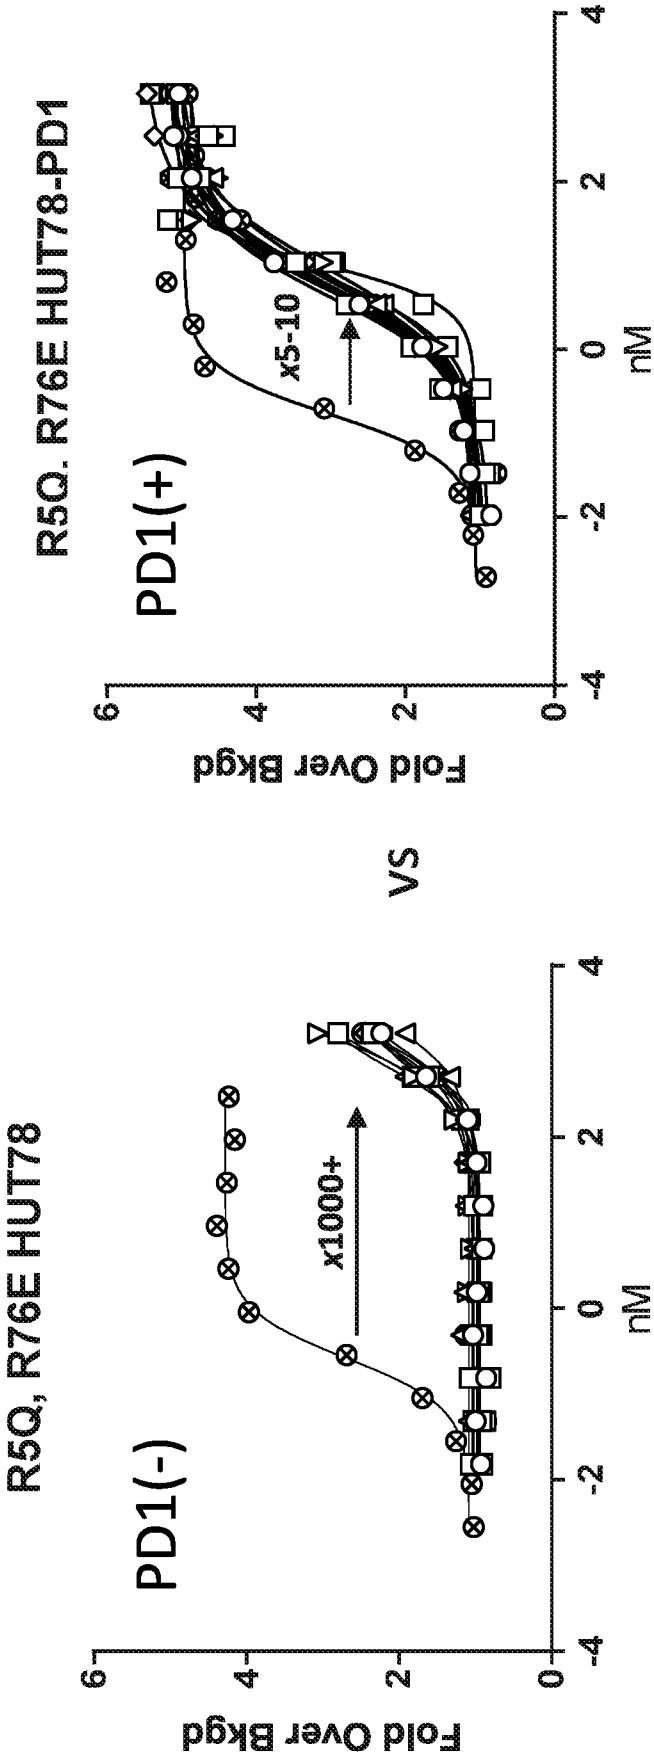 R5Q, R76E HUT78
PD1(-)
x1000+
Fold Over Bkgd
6
4
2
0
-4
-2
0
2
4
nM
VS
R5Q. R76E HUT78-PD1
PD1(+)
x5-10
Fold Over Bkgd
6
4
2
0
-4
-2
0
2
4
nM